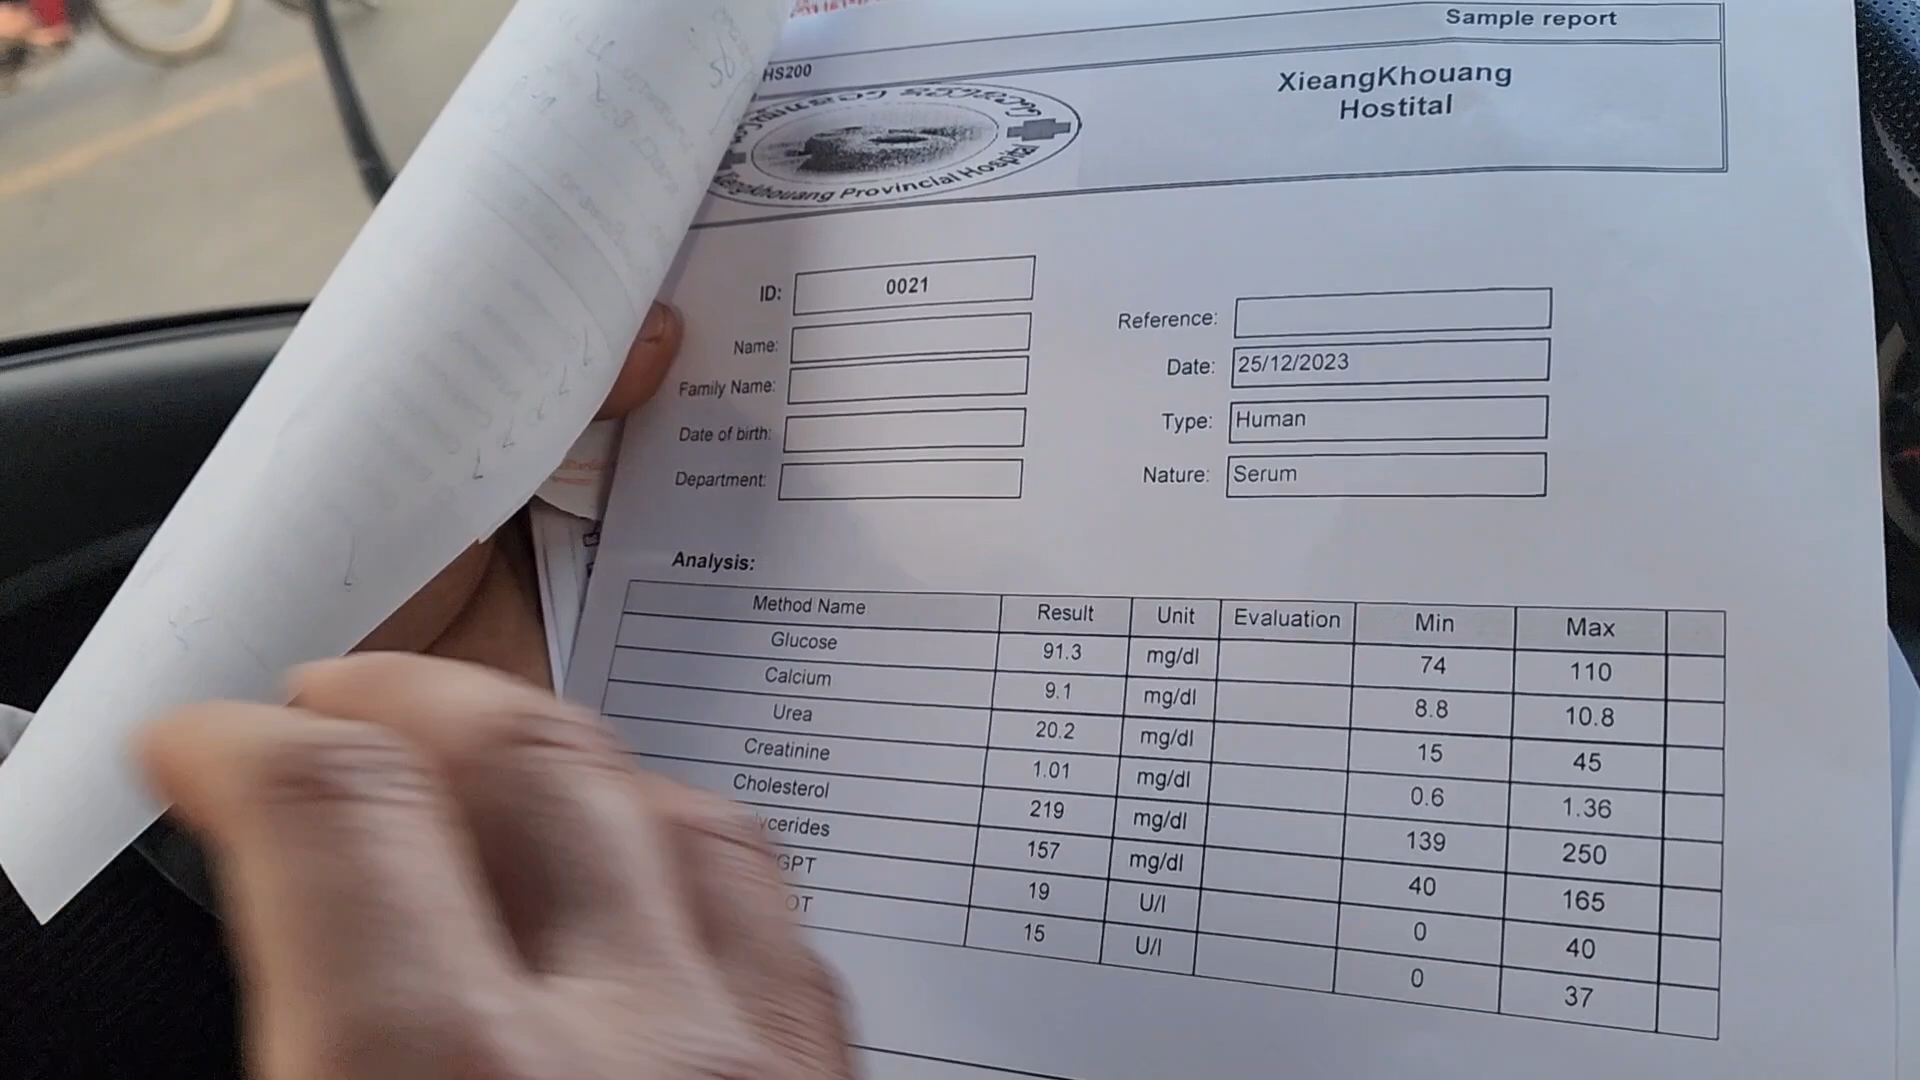 Sample report
HS200
XieangKhouang
Hostital
Provincial Hospital
ID: 0021
Name:
Family Name:
Date of birth:
Department:
Reference:
Date: 25/12/2023
Type: Human
Nature: Serum
Analysis:
Method Name Result Unit Evaluation Min Max
Glucose 91.3 mg/dl 74 110
Calcium 9.1 mg/dl 8.8 10.8
Urea 20.2 mg/dl 15 45
Creatinine 1.01 mg/dl 0.6 1.36
Cholesterol 219 mg/dl 139 250
lycerides 157 mg/dl 40 165
GPT 19 U/l 0 40
OT 15 U/l 0 37